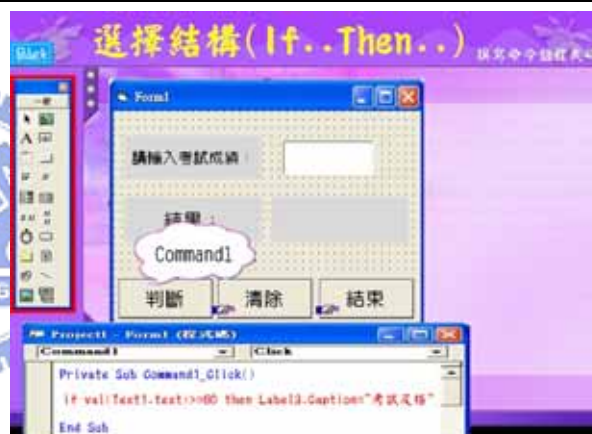 選擇結構(If..Then..)
Back
Form1
請輸入考試成績：
結果：
Command1
判斷
清除
結束
Project1 - Form1 (程式碼)
Command1
Click
Private Sub Command1_Click()
if val(Text1.text)>=60 then Label3.Caption="考試及格"
End Sub